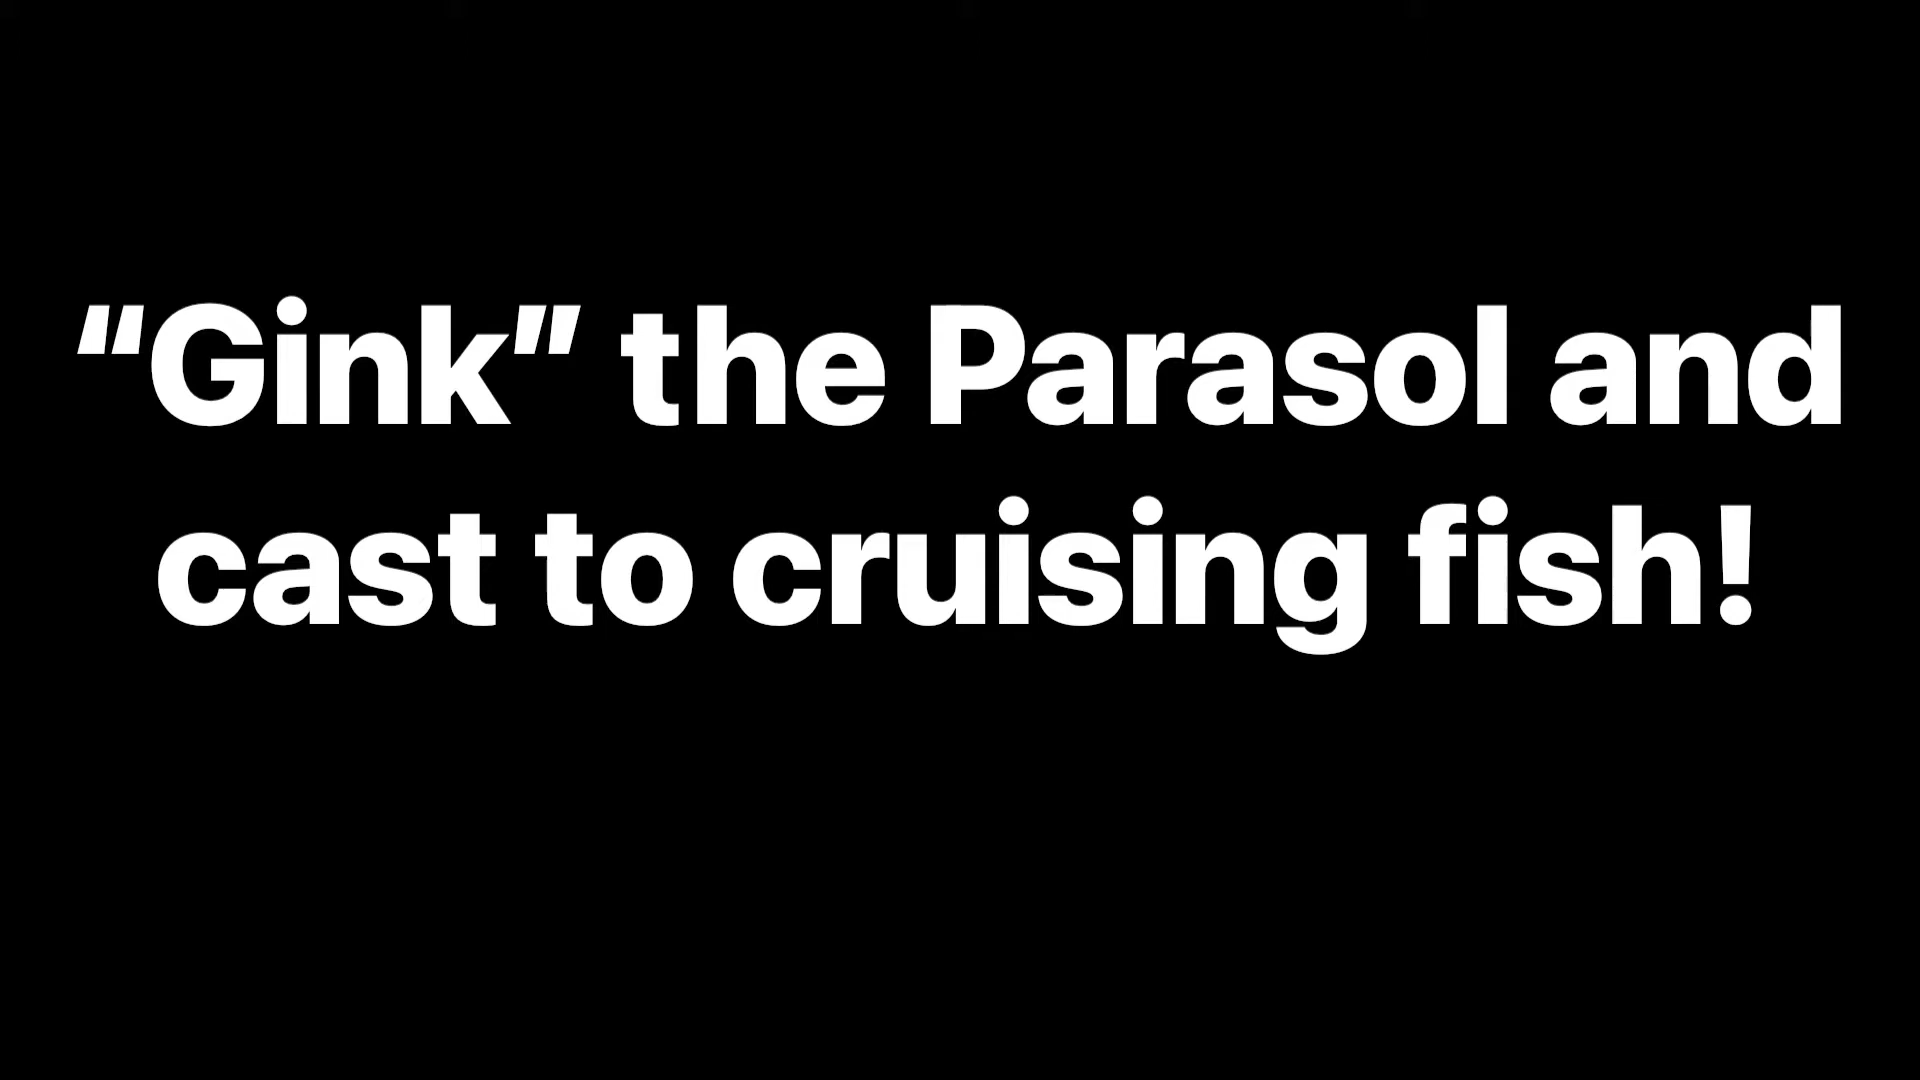 “Gink” the Parasol and
cast to cruising fish!